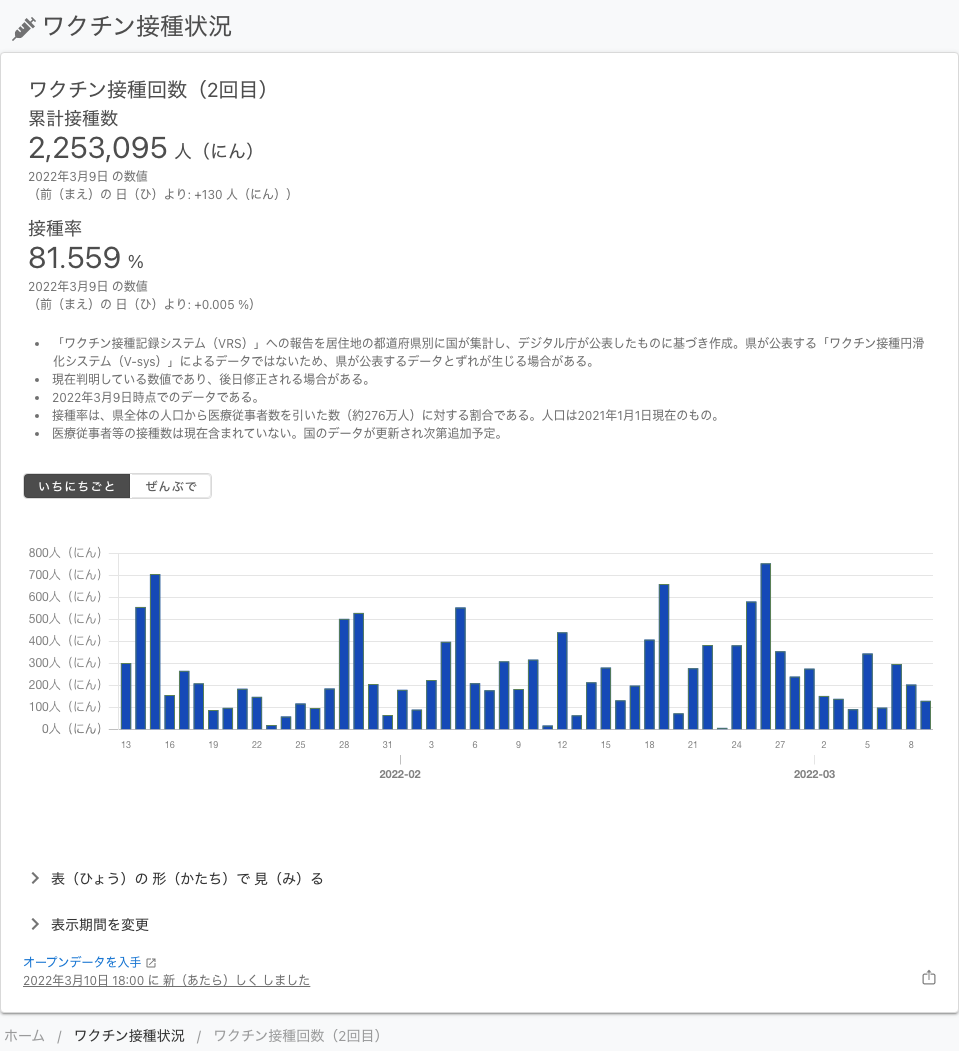 ワクチン接種状況
ワクチン接種回数（2回目）
累計接種数
2,253,095 人（にん）
2022年3月9日 の数値
（前（まえ）の 日（ひ）より: +130 人（にん））
接種率
81.559 %
2022年3月9日 の数値
（前（まえ）の 日（ひ）より: +0.005 %）
• 「ワクチン接種記録システム（VRS）」への報告を居住地の都道府県別に国が集計し、デジタル庁が公表したものに基づき作成。県が公表する「ワクチン接種円滑
化システム（V-sys）」によるデータではないため、県が公表するデータとずれが生じる場合がある。
• 現在判明している数値であり、後日修正される場合がある。
• 2022年3月9日時点でのデータである。
• 接種率は、県全体の人口から医療従事者数を引いた数（約276万人）に対する割合である。人口は2021年1月1日現在のもの。
• 医療従事者等の接種数は現在含まれていない。国のデータが更新され次第追加予定。
いちにちごと ぜんぶで
800人（にん）
700人（にん）
600人（にん）
500人（にん）
400人（にん）
300人（にん）
200人（にん）
100人（にん）
0人（にん）
13 16 19 22 25 28 31 3 6 9 12 15 18 21 24 27 2 5 8
2022-02 2022-03
表（ひょう）の 形（かたち）で 見（み）る
表示期間を変更
オープンデータを入手
2022年3月10日 18:00 に 新（あたら）しく しました
ホーム / ワクチン接種状況 / ワクチン接種回数（2回目）